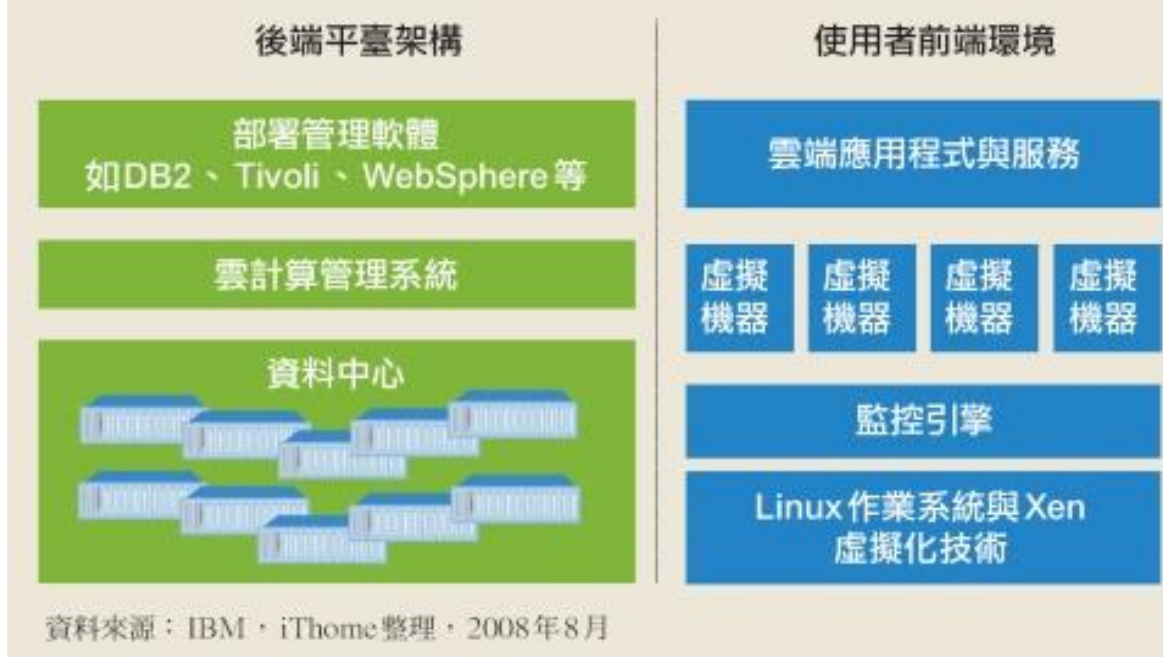 後端平臺架構
部署管理軟體
如DB2、Tivoli、WebSphere等
雲計算管理系統
資料中心
使用者前端環境
雲端應用程式與服務
虛擬
機器
虛擬
機器
虛擬
機器
虛擬
機器
監控引擎
Linux作業系統與Xen
虛擬化技術
資料來源：IBM，iThome整理，2008年8月